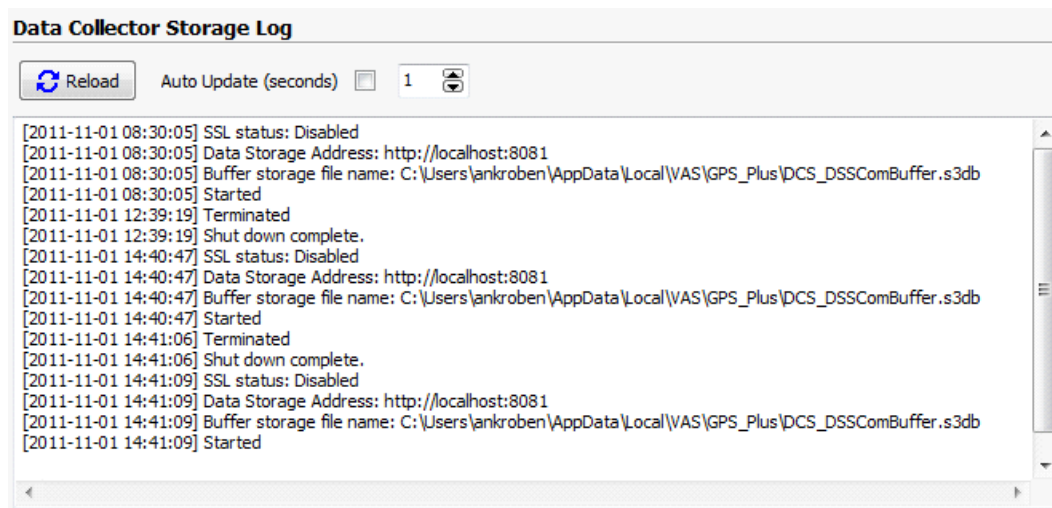 Data Collector Storage Log
Reload Auto Update (seconds) 1
[2011-11-01 08:30:05] SSL status: Disabled
[2011-11-01 08:30:05] Data Storage Address: http://localhost:8081
[2011-11-01 08:30:05] Buffer storage file name: C:\Users\ankroben\AppData\Local\VAS\GPS_Plus\DCS_DSSComBuffer.s3db
[2011-11-01 08:30:05] Started
[2011-11-01 12:39:19] Terminated
[2011-11-01 12:39:19] Shut down complete.
[2011-11-01 14:40:47] SSL status: Disabled
[2011-11-01 14:40:47] Data Storage Address: http://localhost:8081
[2011-11-01 14:40:47] Buffer storage file name: C:\Users\ankroben\AppData\Local\VAS\GPS_Plus\DCS_DSSComBuffer.s3db
[2011-11-01 14:40:47] Started
[2011-11-01 14:41:06] Terminated
[2011-11-01 14:41:06] Shut down complete.
[2011-11-01 14:41:09] SSL status: Disabled
[2011-11-01 14:41:09] Data Storage Address: http://localhost:8081
[2011-11-01 14:41:09] Buffer storage file name: C:\Users\ankroben\AppData\Local\VAS\GPS_Plus\DCS_DSSComBuffer.s3db
[2011-11-01 14:41:09] Started